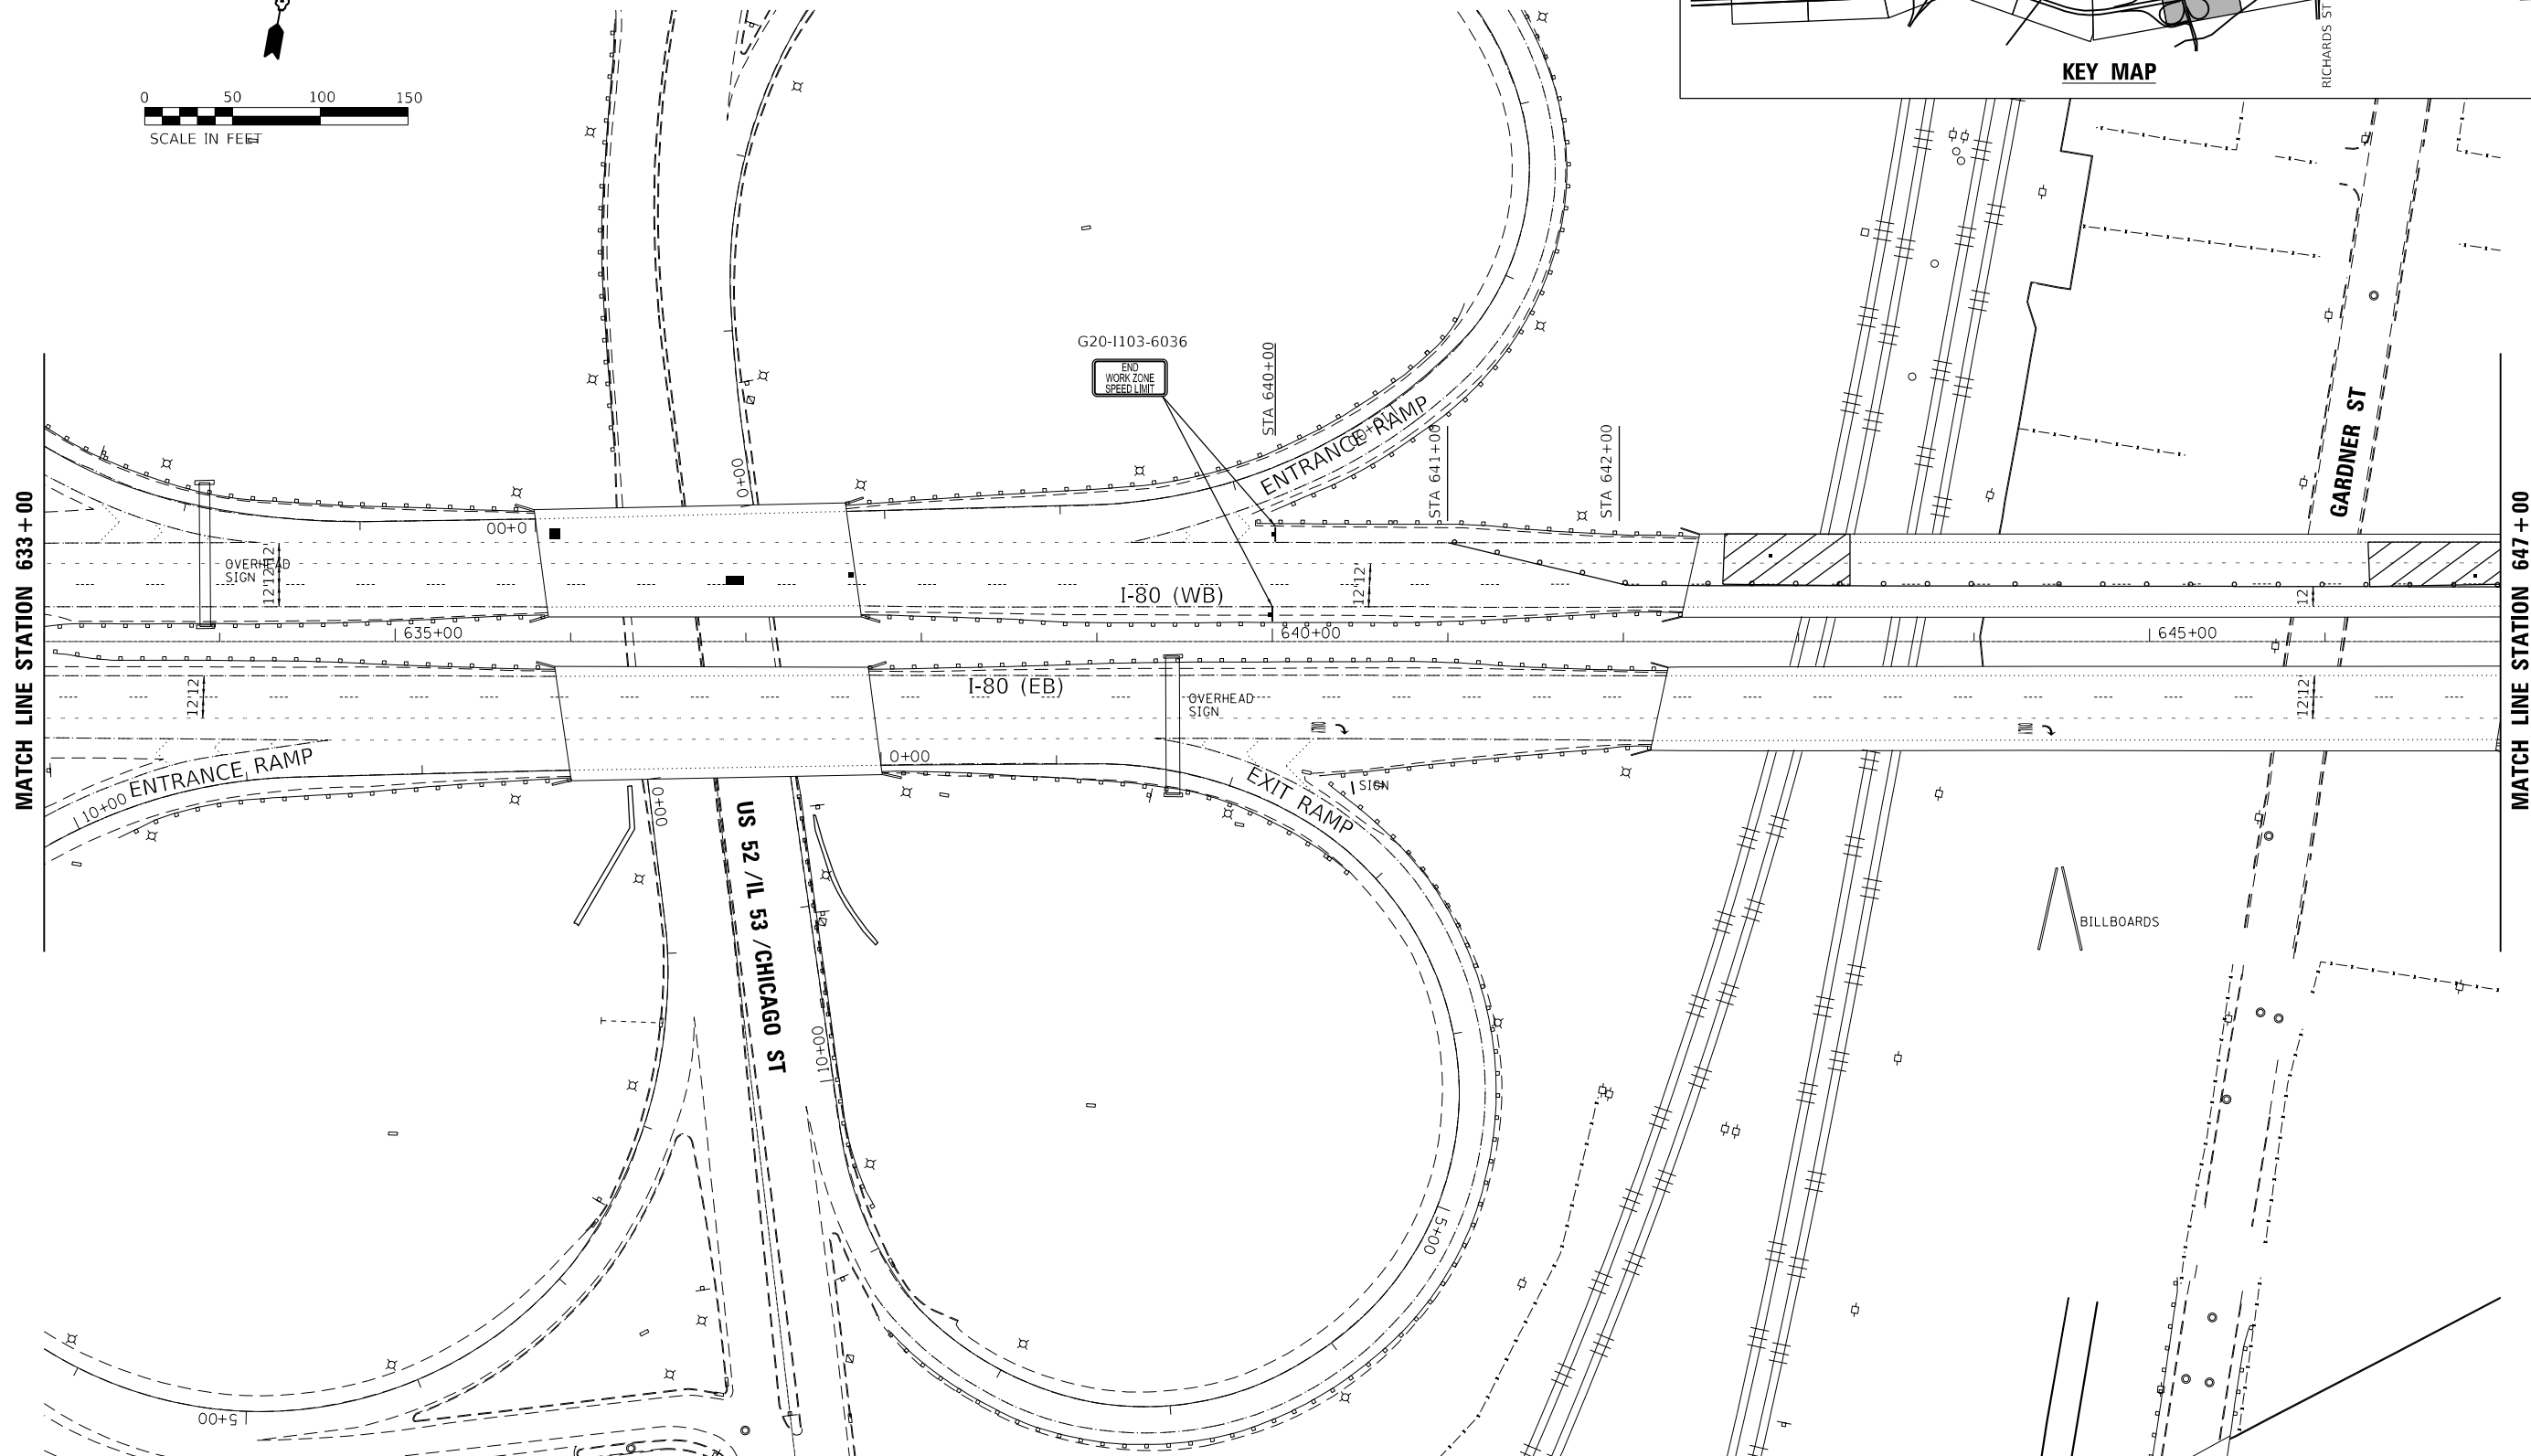 0 50 100 150
SCALE IN FEET
KEY MAP
RICHARDS ST
G20-I103-6036
END
WORK ZONE
SPEED LIMIT
STA 640+00
STA 641+00
STA 642+00
ENTRANCE RAMP
GARDNER ST
MATCH LINE STATION 633+00
MATCH LINE STATION 647+00
0+00
0+00
OVERHEAD
SIGN
12'12'12'
I-80 (WB)
12'12'
12'
635+00
640+00
645+00
12'12'
I-80 (EB)
OVERHEAD
SIGN
12'12'
0+00
ENTRANCE RAMP
10+00
0+00
EXIT RAMP
SIGN
US 52 /IL 53 /CHICAGO ST
BILLBOARDS
10+00
5+00
5+00